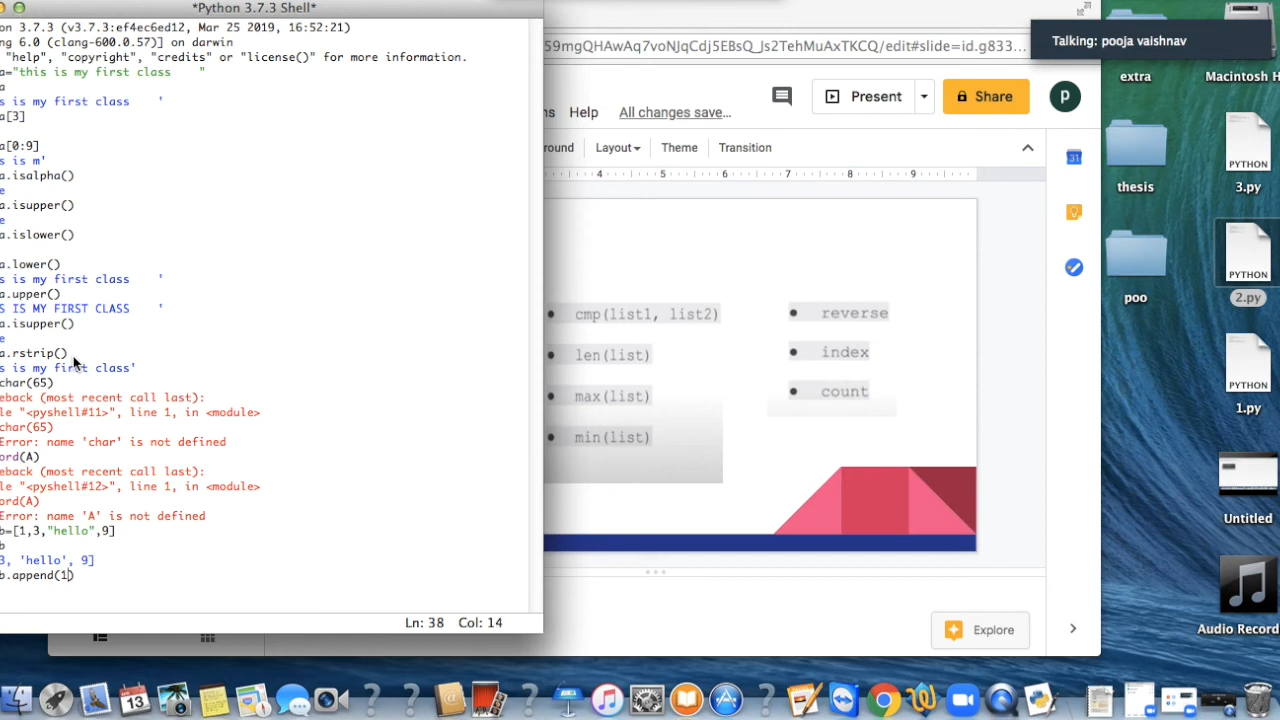 *Python 3.7.3 Shell*
on 3.7.3 (v3.7.3:ef4ec6ed12, Mar 25 2019, 16:52:21)
ng 6.0 (clang-600.0.57)] on darwin
"help", "copyright", "credits" or "license()" for more information.
a="this is my first class    "
a
s is my first class    '
a[3]
a[0:9]
s is m'
a.isalpha()
e
a.isupper()
e
a.islower()
a.lower()
s is my first class    '
a.upper()
S IS MY FIRST CLASS    '
a.isupper()
e
a.rstrip()
s is my first class'
char(65)
eback (most recent call last):
le "<pyshell#11>", line 1, in <module>
char(65)
Error: name 'char' is not defined
ord(A)
eback (most recent call last):
le "<pyshell#12>", line 1, in <module>
ord(A)
Error: name 'A' is not defined
b=[1,3,"hello",9]
b
3, 'hello', 9]
b.append(1)
Ln: 38 Col: 14
59mgQHAwAq7voNJqCdj5EBsQ_Js2TehMuAxTKCQ/edit#slide=id.g833...
Talking: pooja vaishnav
ns Help All changes save...
Present
Share
p
ound Layout Theme Transition
4 5 6 7 8 9
31
• cmp(list1, list2)
• len(list)
• max(list)
• min(list)
• reverse
• index
• count
Explore
extra
Macintosh H
thesis
PYTHON
3.py
poo
PYTHON
2.py
PYTHON
1.py
Untitled
Audio Record
13